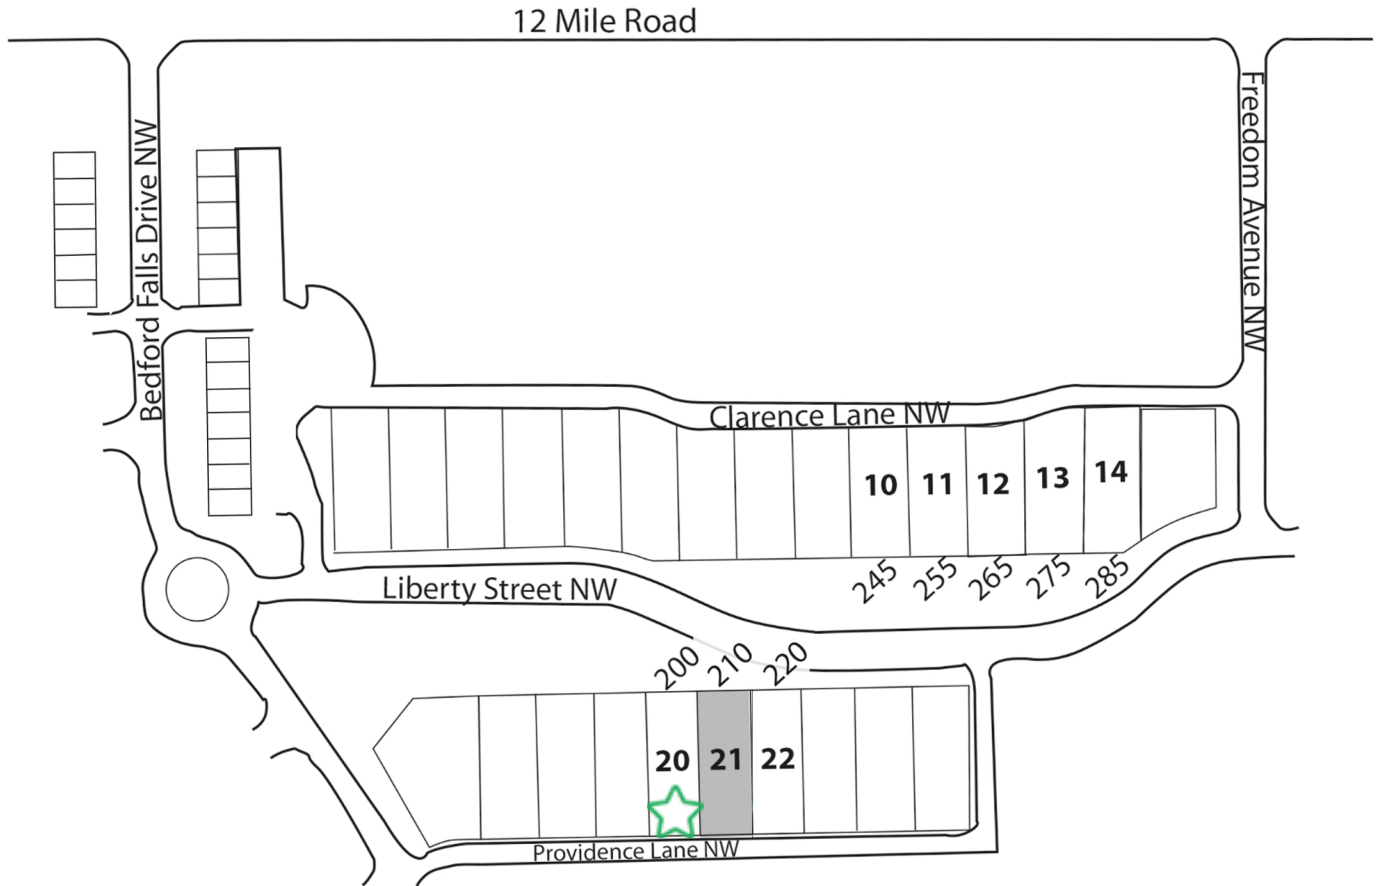 12 Mile Road
Bedford Falls Drive NW
Freedom Avenue NW
Clarence Lane NW
10 11 12 13 14
245 255 265 275 285
Liberty Street NW
200 210 220
20 21 22
Providence Lane NW